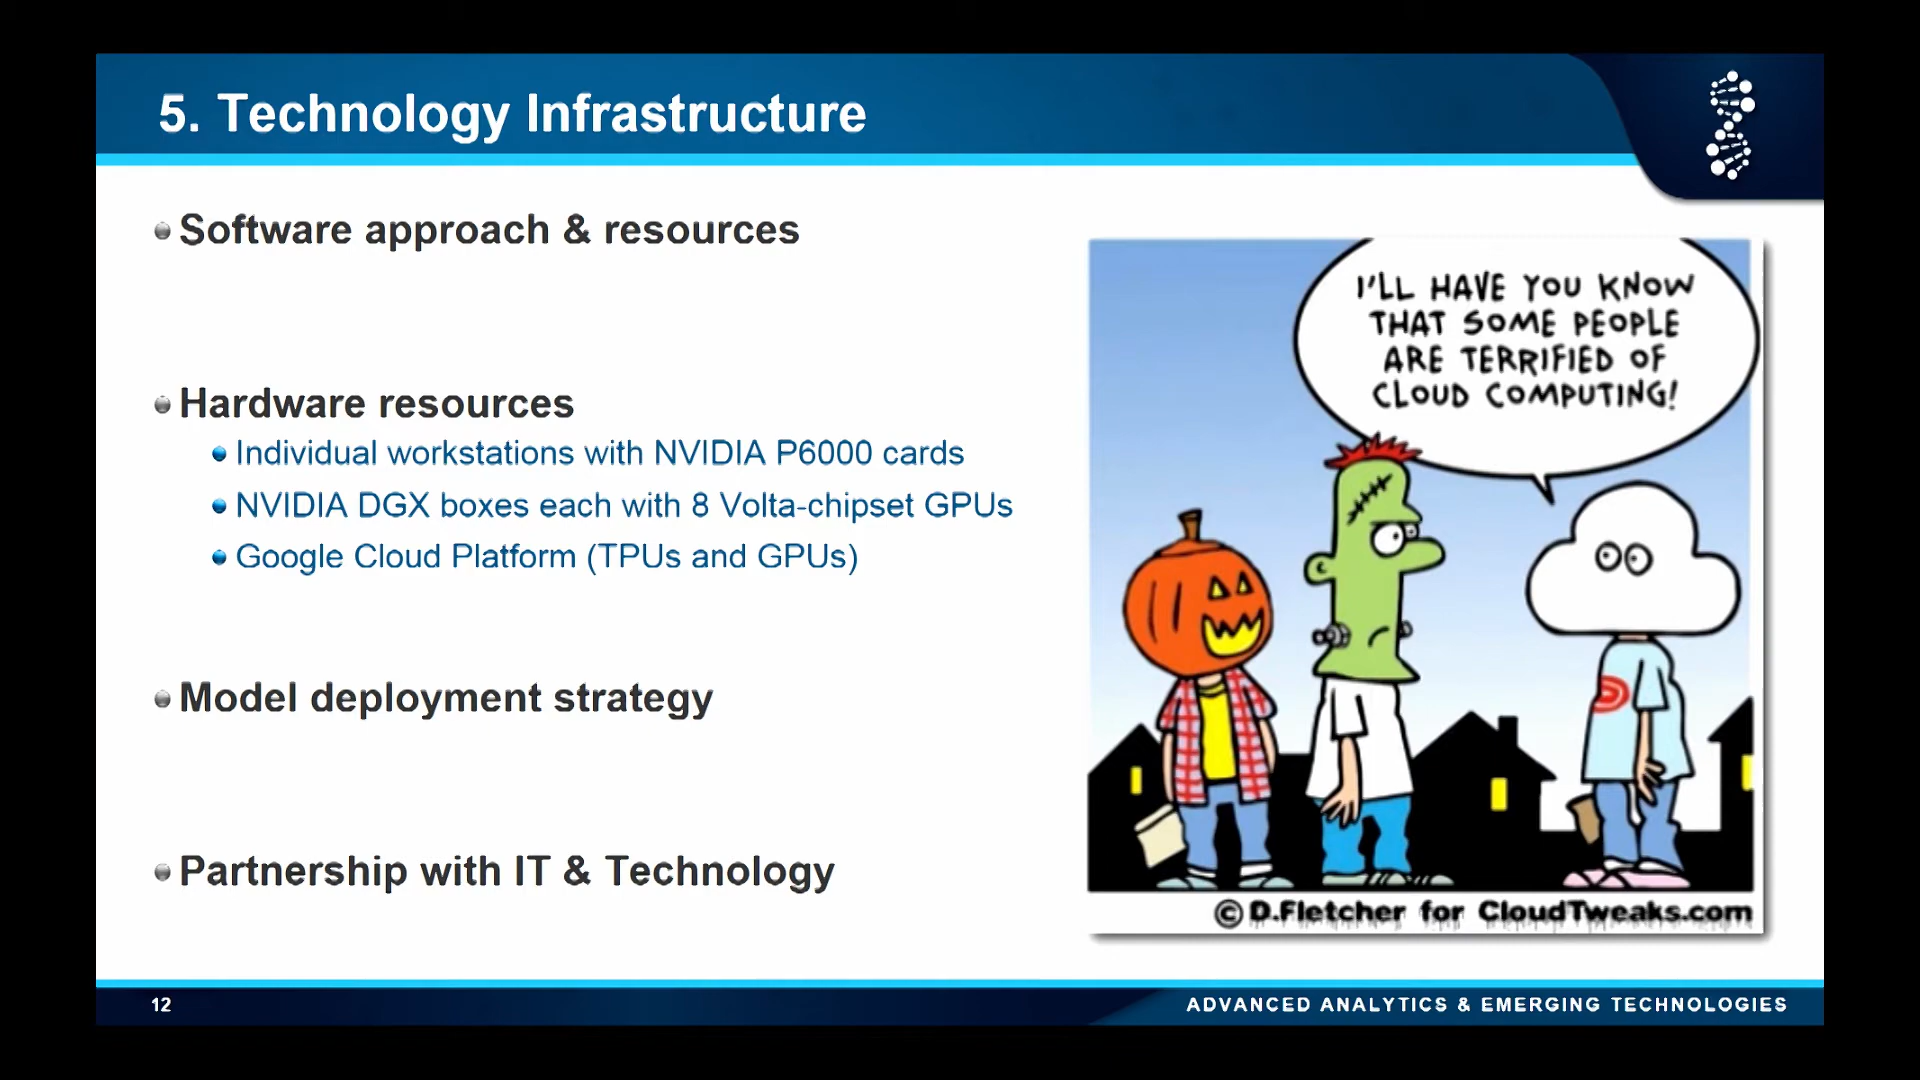 5. Technology Infrastructure
Software approach & resources
Hardware resources
Individual workstations with NVIDIA P6000 cards
NVIDIA DGX boxes each with 8 Volta-chipset GPUs
Google Cloud Platform (TPUs and GPUs)
Model deployment strategy
Partnership with IT & Technology
I'LL HAVE YOU KNOW
THAT SOME PEOPLE
ARE TERRIFIED OF
CLOUD COMPUTING!
© D.Fletcher for CloudTweaks.com
12
ADVANCED ANALYTICS & EMERGING TECHNOLOGIES